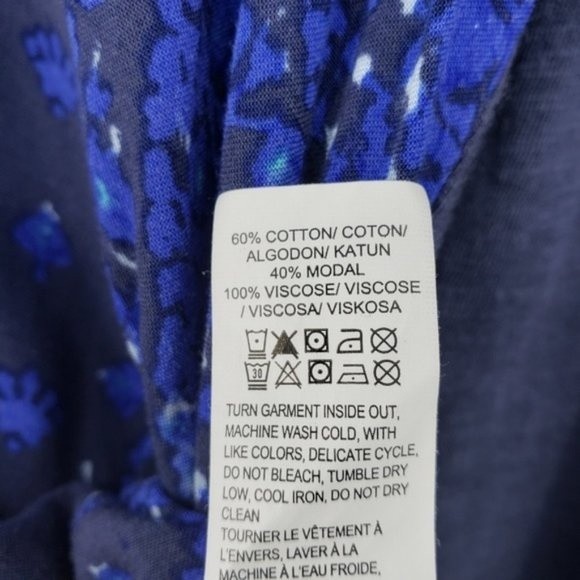 60% COTTON/ COTON/
ALGODON/ KATUN
40% MODAL
100% VISCOSE/ VISCOSE
/ VISCOSA/ VISKOSA
30
TURN GARMENT INSIDE OUT,
MACHINE WASH COLD, WITH
LIKE COLORS, DELICATE CYCLE,
DO NOT BLEACH, TUMBLE DRY
LOW, COOL IRON, DO NOT DRY
CLEAN
TOURNER LE VÊTEMENT À
L'ENVERS, LAVER À LA
MACHINE À L'EAU FROIDE,